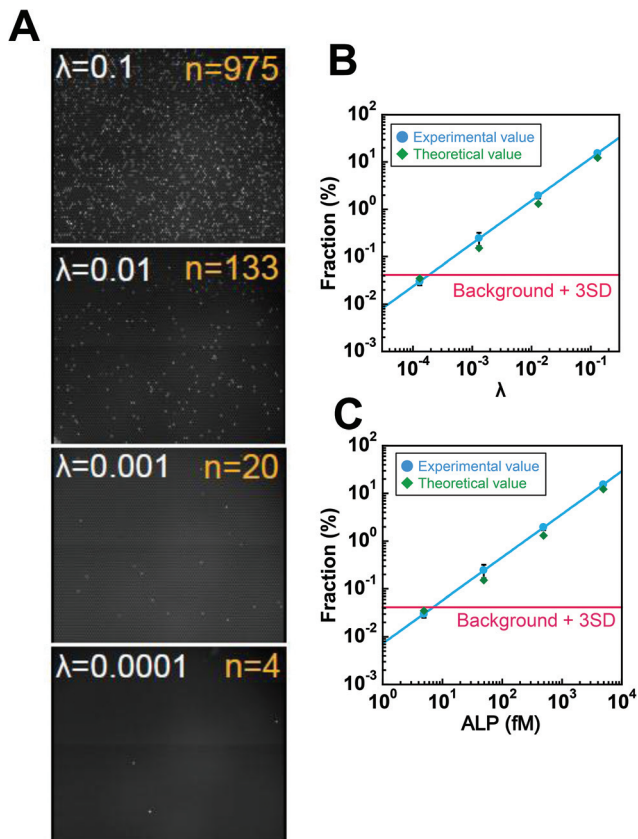 A
λ=0.1 n=975
λ=0.01 n=133
λ=0.001 n=20
λ=0.0001 n=4
B
Fraction (%)
10²
10¹
10⁰
10⁻¹
10⁻²
10⁻³
Experimental value
Theoretical value
Background + 3SD
10⁻⁴ 10⁻³ 10⁻² 10⁻¹
λ
C
Fraction (%)
10²
10¹
10⁰
10⁻¹
10⁻²
10⁻³
Experimental value
Theoretical value
Background + 3SD
10⁰ 10¹ 10² 10³ 10⁴
ALP (fM)